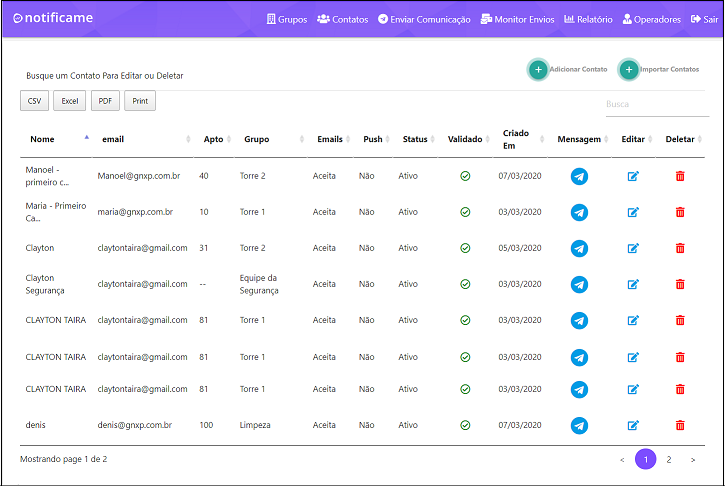 notificame Grupos Contatos Enviar Comunicação Monitor Envios Relatório Operadores Sair
Busque um Contato Para Editar ou Deletar + Adicionar Contato + Importar Contatos
CSV Excel PDF Print Busca
Nome email Apto Grupo Emails Push Status Validado Criado Em Mensagem Editar Deletar
Manoel - primeiro c... Manoel@gnxp.com.br 40 Torre 2 Aceita Não Ativo 07/03/2020
Maria - Primeiro Ca... maria@gnxp.com.br 10 Torre 1 Aceita Não Ativo 03/03/2020
Clayton claytontaira@gmail.com 31 Torre 2 Aceita Não Ativo 05/03/2020
Clayton Segurança claytontaira@gmail.com -- Equipe da Segurança Aceita Não Ativo 03/03/2020
CLAYTON TAIRA claytontaira@gmail.com 81 Torre 1 Aceita Não Ativo 03/03/2020
CLAYTON TAIRA claytontaira@gmail.com 81 Torre 1 Aceita Não Ativo 03/03/2020
CLAYTON TAIRA claytontaira@gmail.com 81 Torre 1 Aceita Não Ativo 03/03/2020
denis denis@gnxp.com.br 100 Limpeza Aceita Não Ativo 07/03/2020
Mostrando page 1 de 2 < 1 2 >